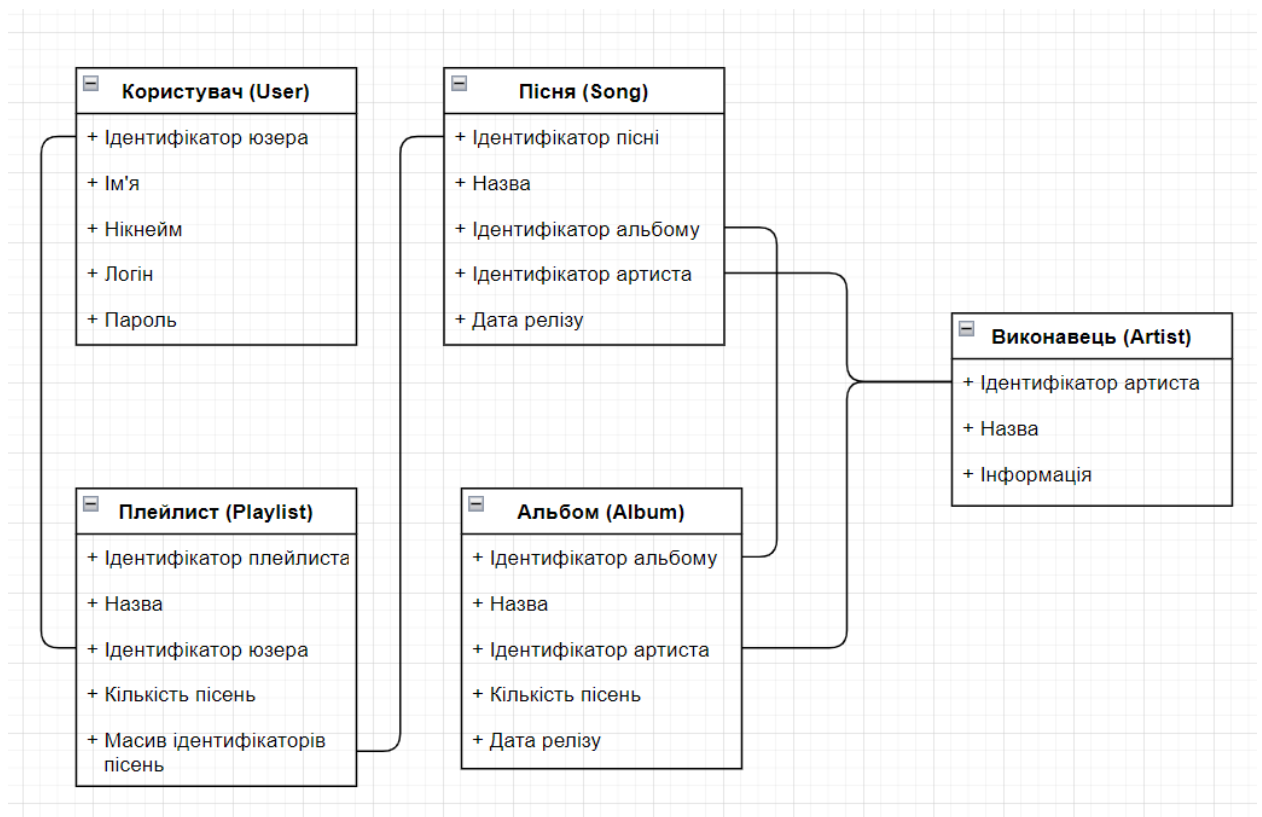 Користувач (User)
+ Ідентифікатор юзера
+ Ім'я
+ Нікнейм
+ Логін
+ Пароль
Пісня (Song)
+ Ідентифікатор пісні
+ Назва
+ Ідентифікатор альбому
+ Ідентифікатор артиста
+ Дата релізу
Виконавець (Artist)
+ Ідентифікатор артиста
+ Назва
+ Інформація
Плейлист (Playlist)
+ Ідентифікатор плейлиста
+ Назва
+ Ідентифікатор юзера
+ Кількість пісень
+ Масив ідентифікаторів
пісень
Альбом (Album)
+ Ідентифікатор альбому
+ Назва
+ Ідентифікатор артиста
+ Кількість пісень
+ Дата релізу